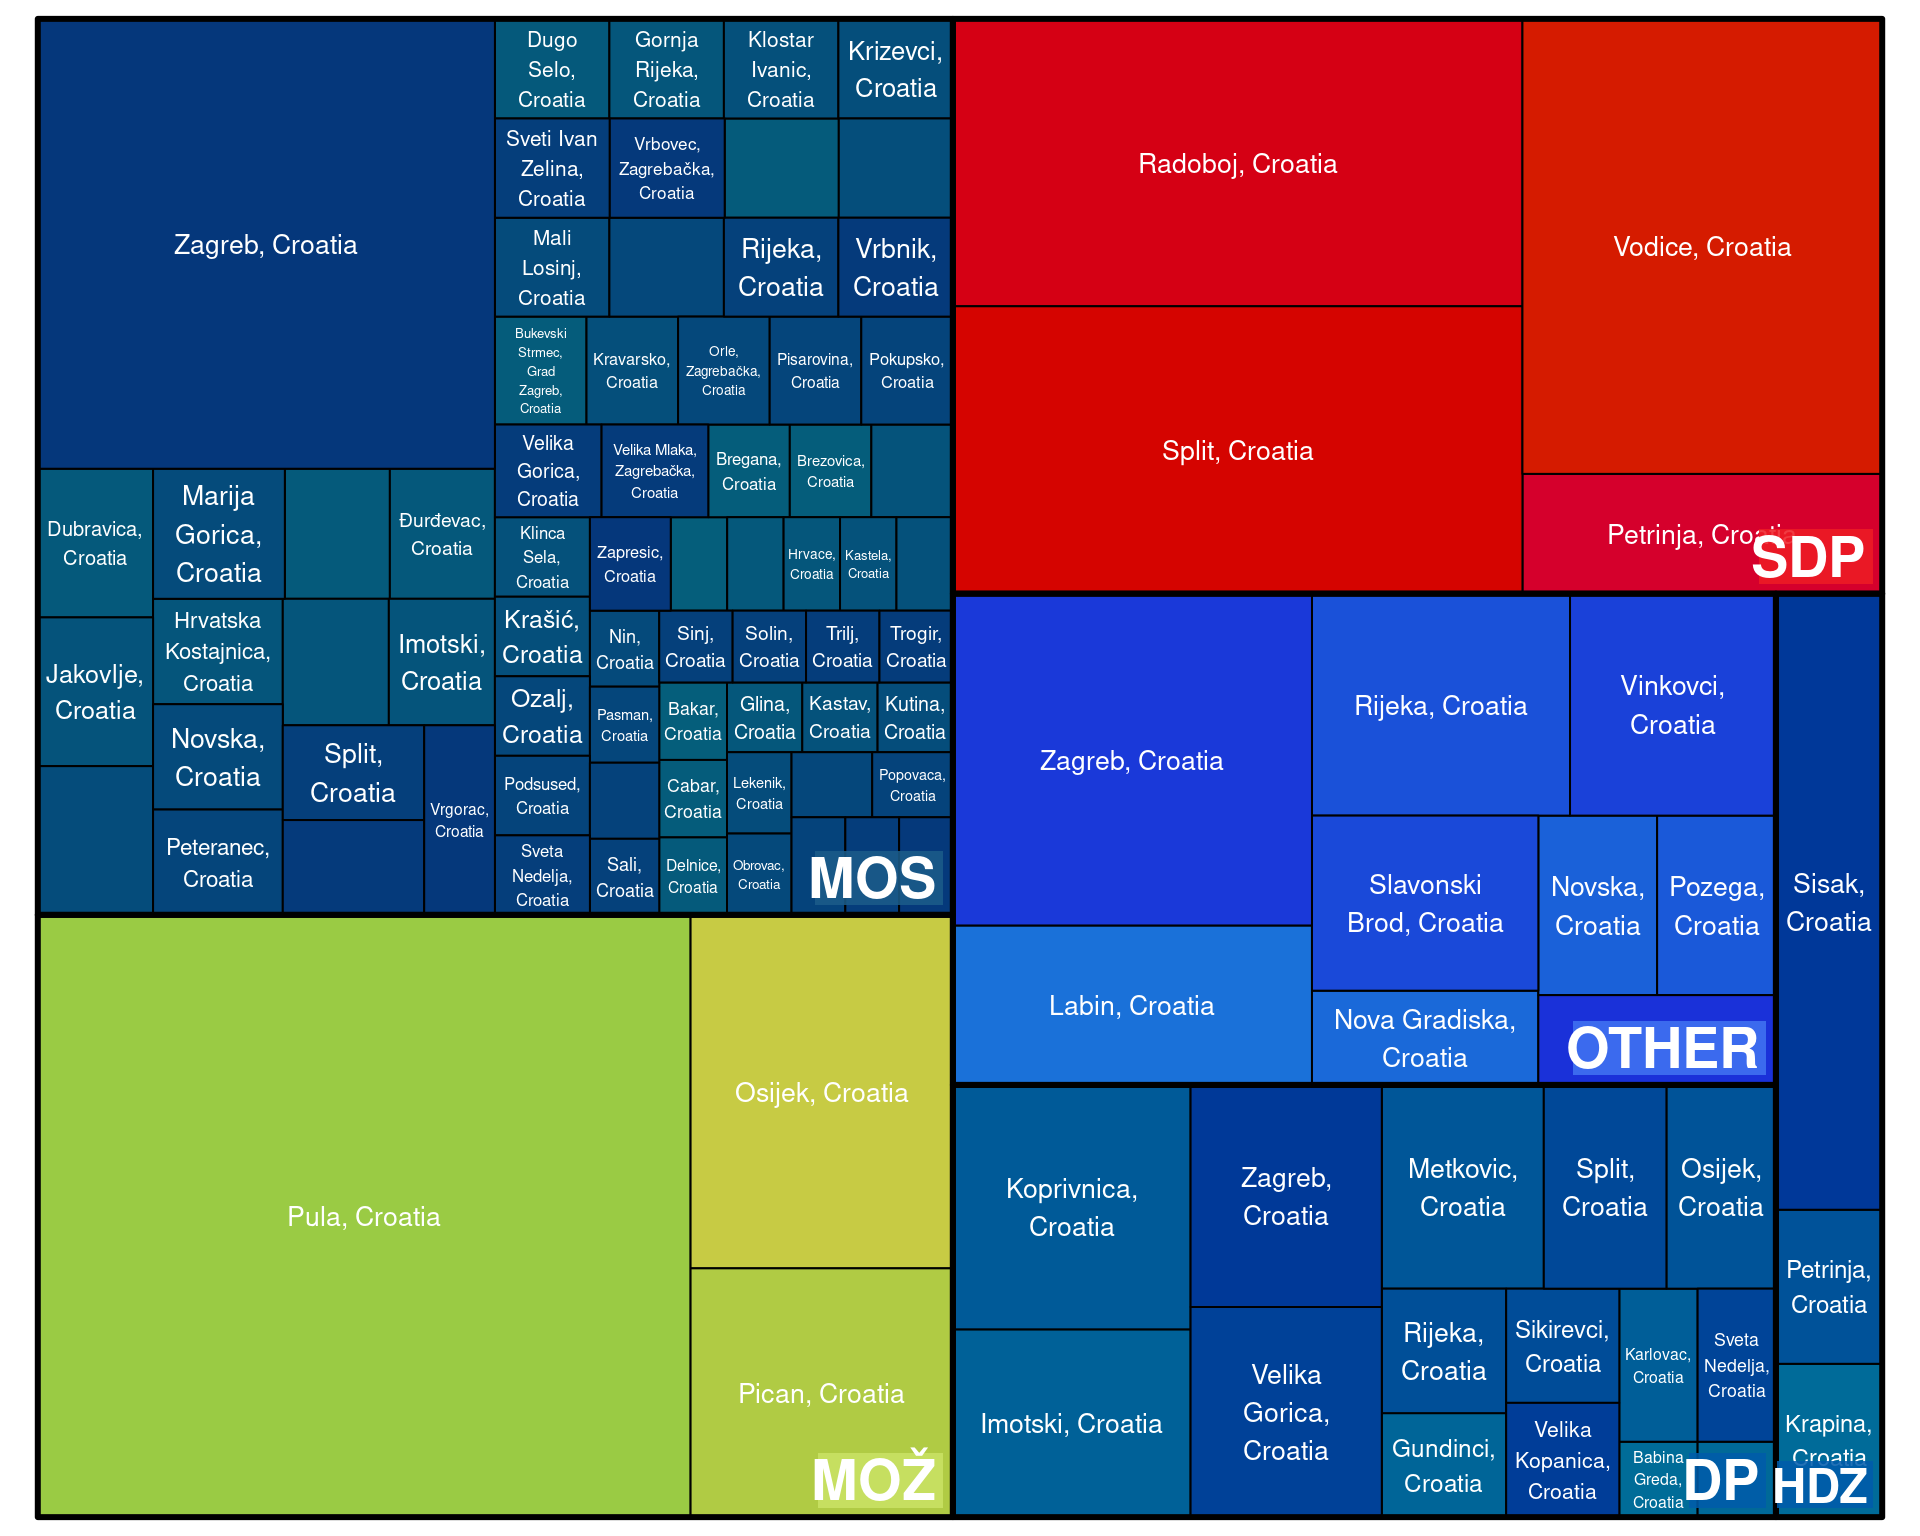 Zagreb, Croatia
Dugo
Selo,
Croatia
Gornja
Rijeka,
Croatia
Klostar
Ivanic,
Croatia
Krizevci,
Croatia
Sveti Ivan
Zelina,
Croatia
Vrbovec,
Zagrebačka,
Croatia
Mali
Losinj,
Croatia
Rijeka,
Croatia
Vrbnik,
Croatia
Bukevski
Strmec,
Grad
Zagreb,
Croatia
Kravarsko,
Croatia
Orle,
Zagrebačka,
Croatia
Pisarovina,
Croatia
Pokupsko,
Croatia
Velika
Gorica,
Croatia
Velika Mlaka,
Zagrebačka,
Croatia
Bregana,
Croatia
Brezovica,
Croatia
Dubravica,
Croatia
Marija
Gorica,
Croatia
Đurđevac,
Croatia
Klinca
Sela,
Croatia
Zapresic,
Croatia
Hrvace,
Croatia
Kastela,
Croatia
Jakovlje,
Croatia
Hrvatska
Kostajnica,
Croatia
Imotski,
Croatia
Krašić,
Croatia
Nin,
Croatia
Sinj,
Croatia
Solin,
Croatia
Trilj,
Croatia
Trogir,
Croatia
Novska,
Croatia
Split,
Croatia
Vrgorac,
Croatia
Ozalj,
Croatia
Pasman,
Croatia
Bakar,
Croatia
Glina,
Croatia
Kastav,
Croatia
Kutina,
Croatia
Peteranec,
Croatia
Podsused,
Croatia
Cabar,
Croatia
Lekenik,
Croatia
Popovaca,
Croatia
Sveta
Nedelja,
Croatia
Sali,
Croatia
Delnice,
Croatia
Obrovac,
Croatia
MOS
Radoboj, Croatia
Vodice, Croatia
Split, Croatia
Petrinja, Croatia
SDP
Pula, Croatia
Osijek, Croatia
Pican, Croatia
MOŽ
Zagreb, Croatia
Rijeka, Croatia
Vinkovci,
Croatia
Labin, Croatia
Slavonski
Brod, Croatia
Novska,
Croatia
Pozega,
Croatia
Nova Gradiska,
Croatia
OTHER
Koprivnica,
Croatia
Zagreb,
Croatia
Metkovic,
Croatia
Split,
Croatia
Osijek,
Croatia
Imotski, Croatia
Velika
Gorica,
Croatia
Rijeka,
Croatia
Sikirevci,
Croatia
Karlovac,
Croatia
Sveta
Nedelja,
Croatia
Gundinci,
Croatia
Velika
Kopanica,
Croatia
Babina
Greda,
Croatia
DP
Sisak,
Croatia
Petrinja,
Croatia
Krapina,
Croatia
HDZ